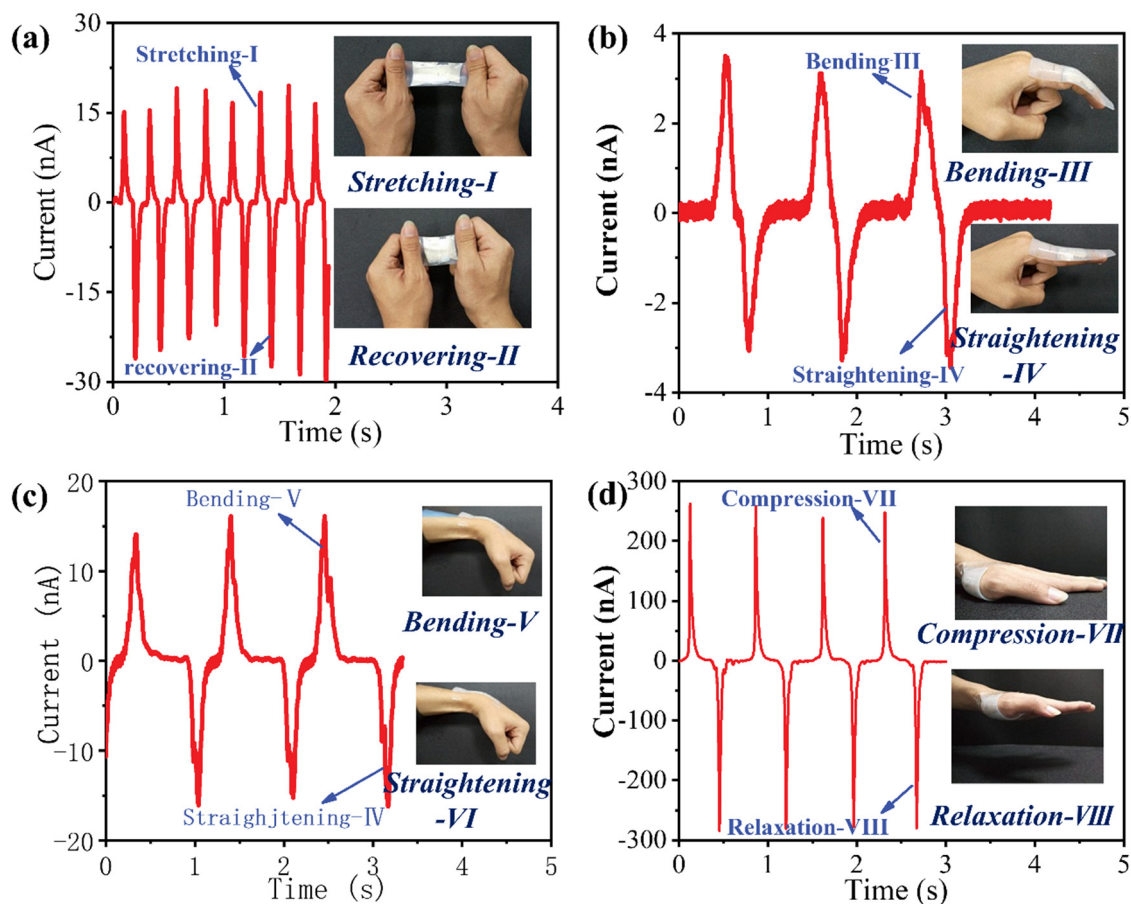 (a)
30
15
0
-15
-30
Current (nA)
Stretching-I
recovering-II
Stretching-I
Recovering-II
0 1 2 3 4
Time (s)
(b)
4
2
0
-2
-4
Current (nA)
Bending-III
Straightening-IV
Bending-III
Straightening
-IV
0 1 2 3 4 5
Time (s)
(c)
20
10
0
-10
-20
Current (nA)
Bending-V
Straighjtening-IV
Bending-V
Straightening
-VI
0 1 2 3 4
Time (s)
(d)
300
200
100
0
-100
-200
-300
Current (nA)
Compression-VII
Relaxation-VIII
Compression-VII
Relaxation-VIII
0 1 2 3 4 5
Time (s)